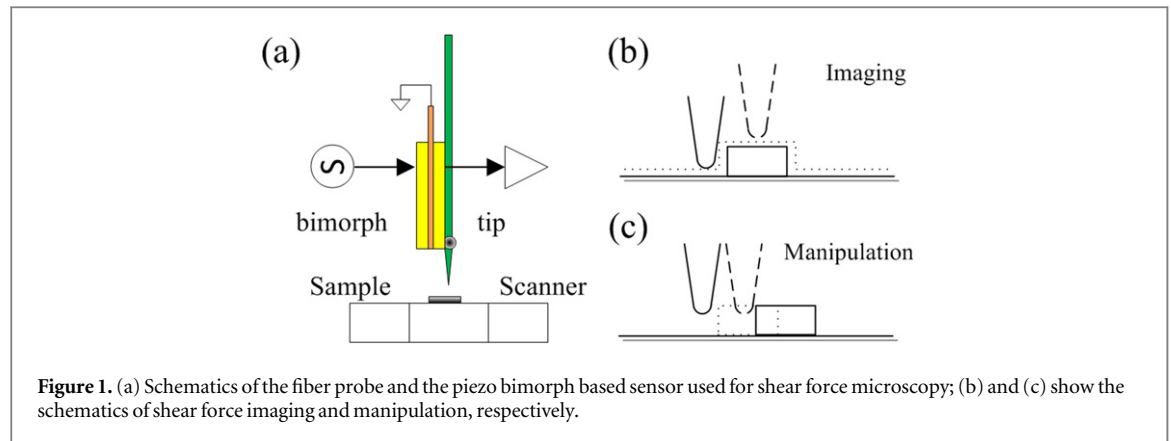 (a)
bimorph
tip
Sample
Scanner
(b)
Imaging
(c)
Manipulation
Figure 1. (a) Schematics of the fiber probe and the piezo bimorph based sensor used for shear force microscopy; (b) and (c) show the
schematics of shear force imaging and manipulation, respectively.